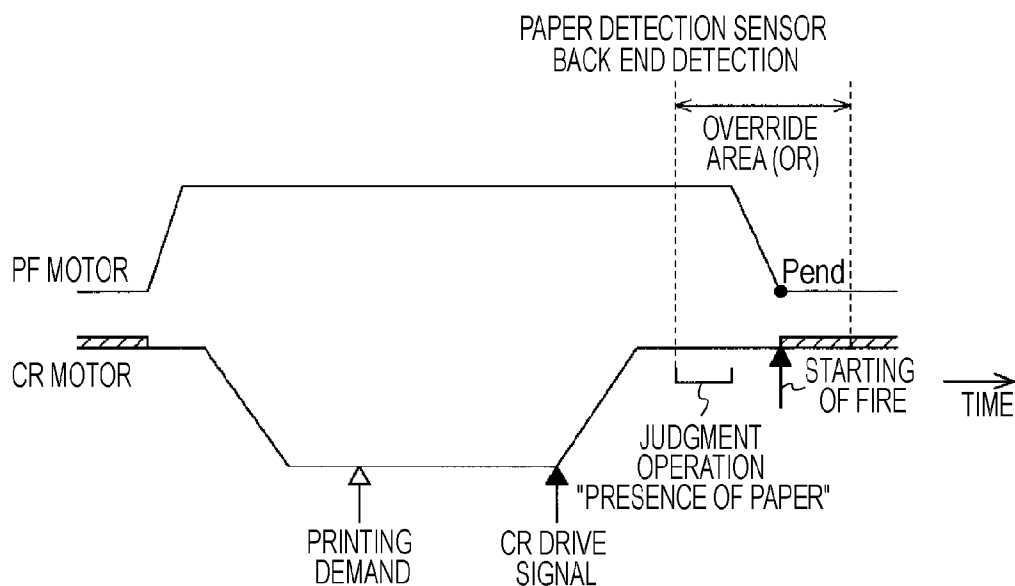 PAPER DETECTION SENSOR
BACK END DETECTION
OVERRIDE
AREA (OR)
PF MOTOR
Pend
CR MOTOR
STARTING
OF FIRE
TIME
JUDGMENT
OPERATION
"PRESENCE OF PAPER"
PRINTING
DEMAND
CR DRIVE
SIGNAL